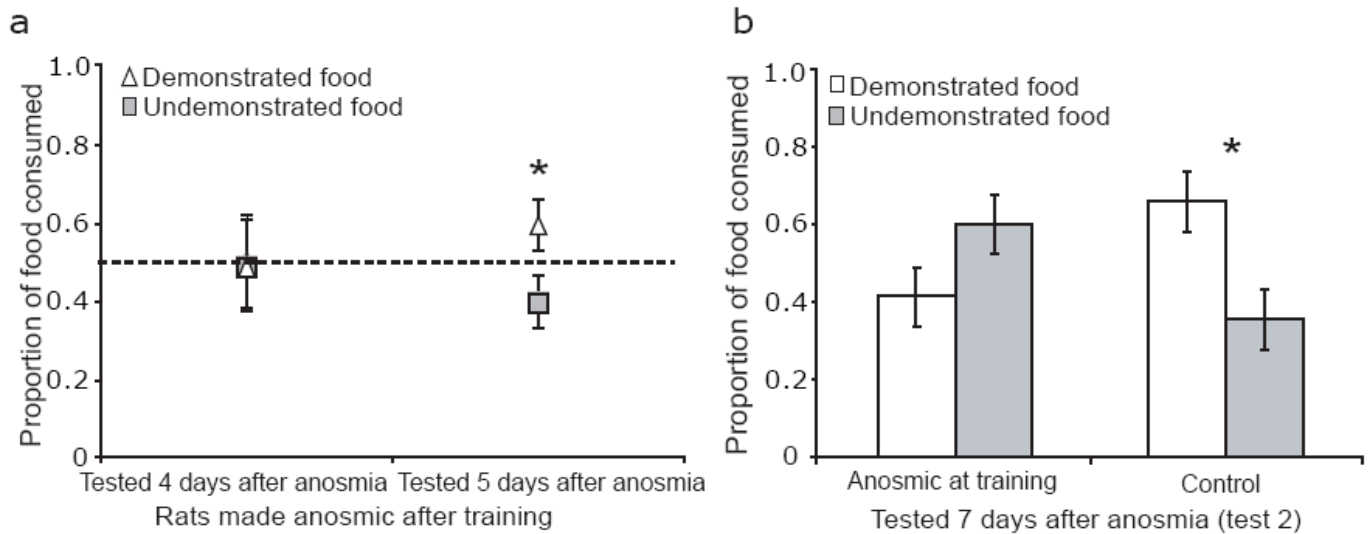 a
Proportion of food consumed
1.0
0.8
0.6
0.4
0.2
0
Demonstrated food
Undemonstrated food
*
Tested 4 days after anosmia
Tested 5 days after anosmia
Rats made anosmic after training
b
Proportion of food consumed
1.0
0.8
0.6
0.4
0.2
0
Demonstrated food
Undemonstrated food
*
Anosmic at training
Control
Tested 7 days after anosmia (test 2)